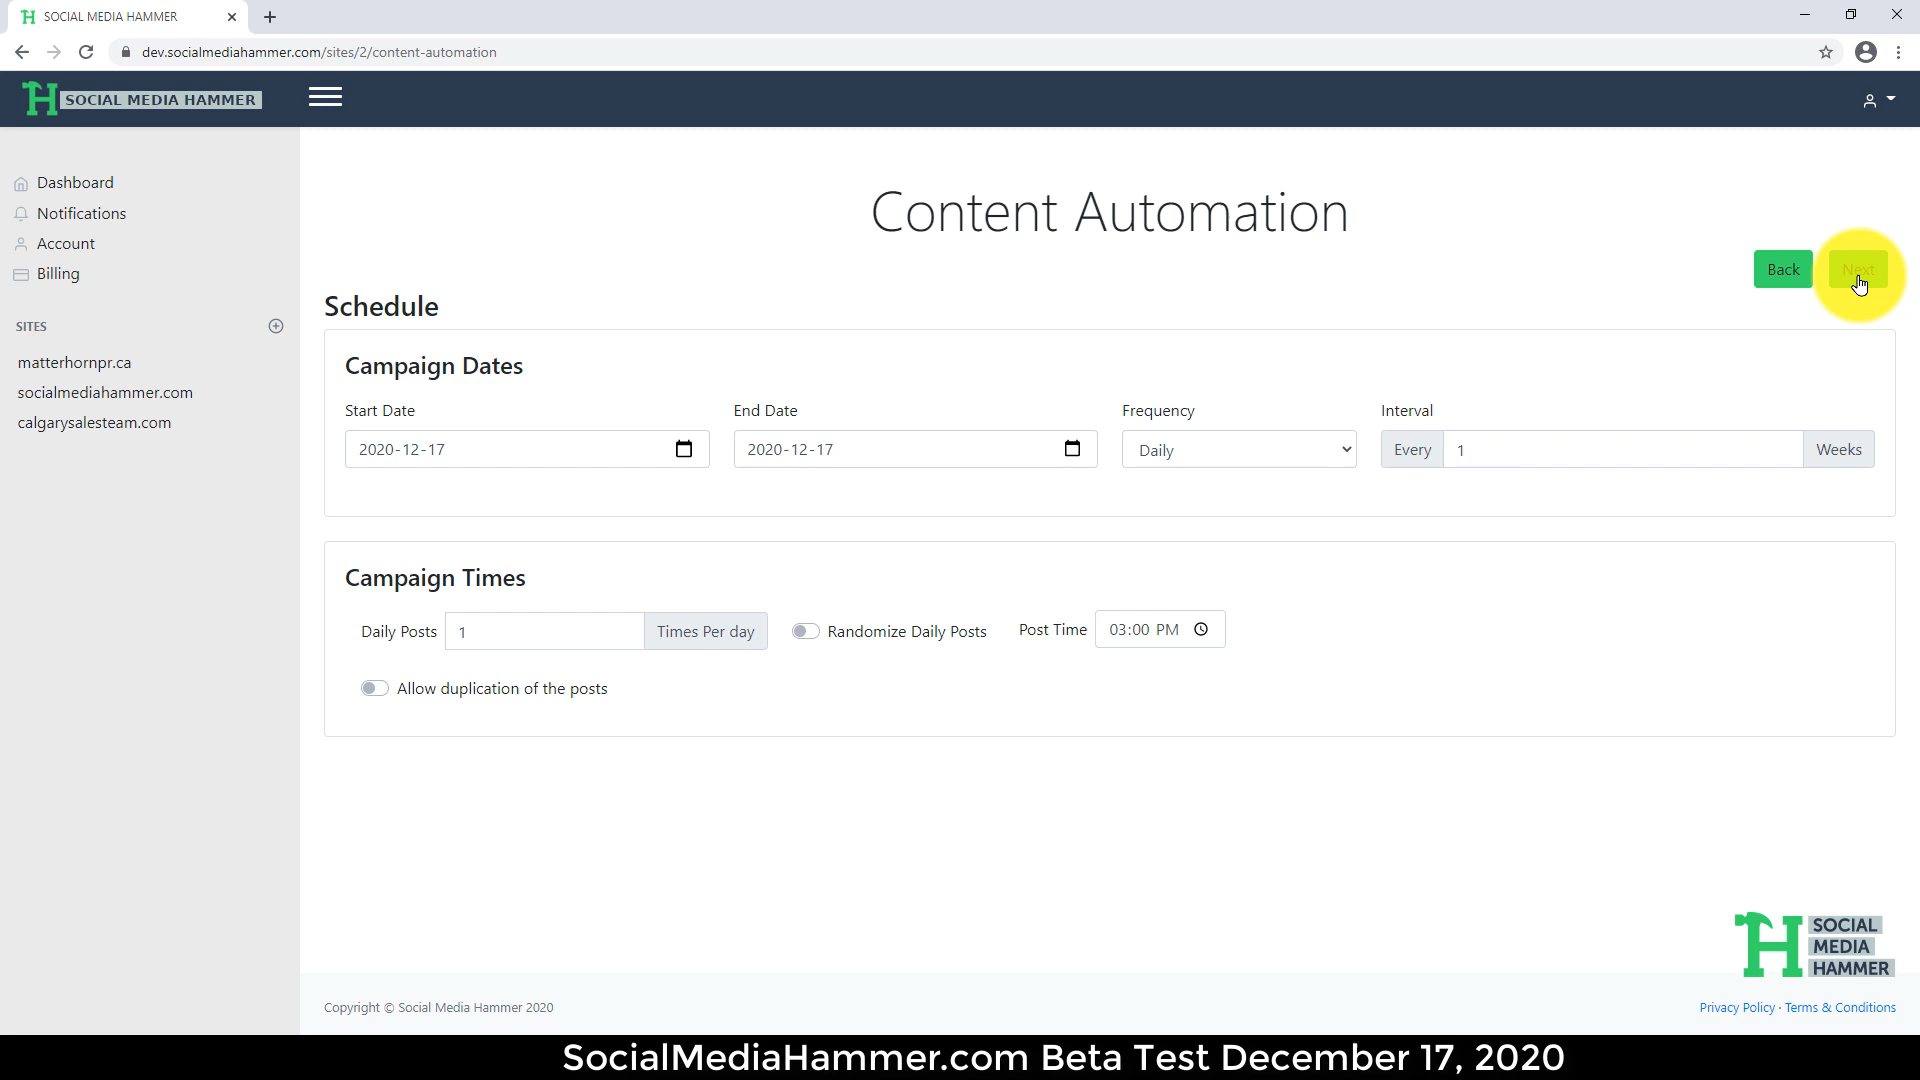 SOCIAL MEDIA HAMMER
dev.socialmediahammer.com/sites/2/content-automation
SOCIAL MEDIA HAMMER
Dashboard
Notifications
Account
Billing
SITES
matterhornpr.ca
socialmediahammer.com
calgarysalesteam.com
Content Automation
Back Next
Schedule
Campaign Dates
Start Date End Date Frequency Interval
2020-12-17 2020-12-17 Daily Every 1 Weeks
Campaign Times
Daily Posts 1 Times Per day Randomize Daily Posts Post Time 03:00 PM
Allow duplication of the posts
SOCIAL
MEDIA
HAMMER
Copyright © Social Media Hammer 2020 Privacy Policy · Terms & Conditions
SocialMediaHammer.com Beta Test December 17, 2020